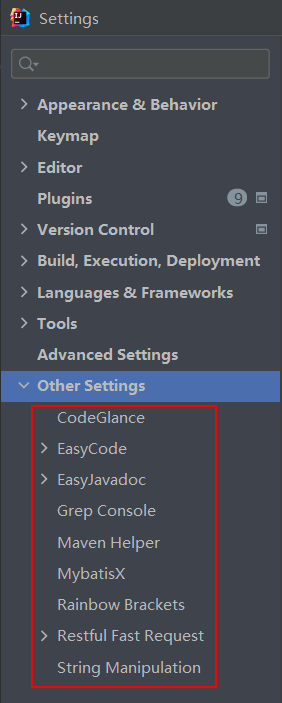 Settings
Appearance & Behavior
Keymap
Editor
Plugins 9
Version Control
Build, Execution, Deployment
Languages & Frameworks
Tools
Advanced Settings
Other Settings
CodeGlance
EasyCode
EasyJavadoc
Grep Console
Maven Helper
MybatisX
Rainbow Brackets
Restful Fast Request
String Manipulation